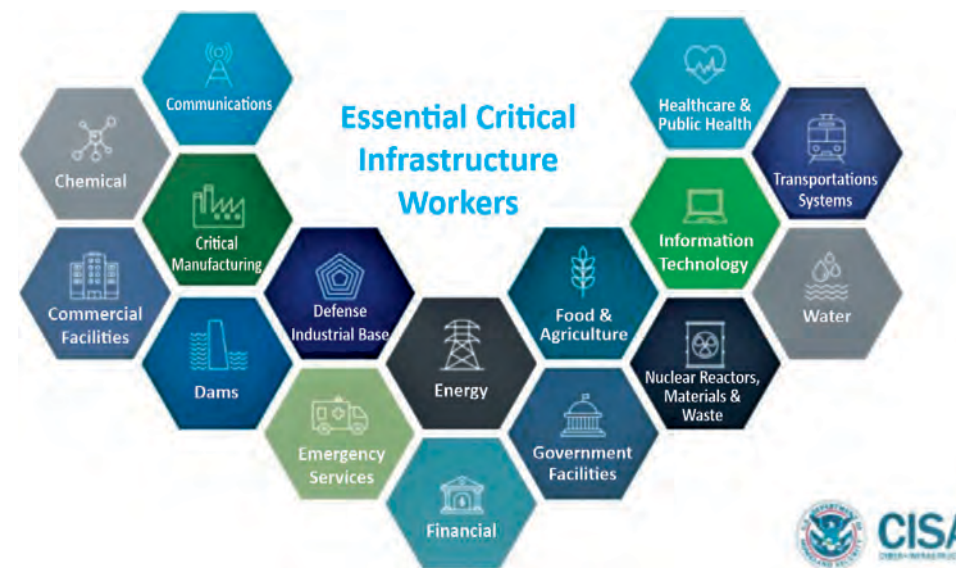 Essential Critical
Infrastructure
Workers
Communications
Healthcare &
Public Health
Chemical
Transportations
Systems
Critical
Manufacturing
Information
Technology
Commercial
Facilities
Defense
Industrial Base
Food &
Agriculture
Water
Dams
Energy
Nuclear Reactors,
Materials &
Waste
Emergency
Services
Government
Facilities
Financial
CISA